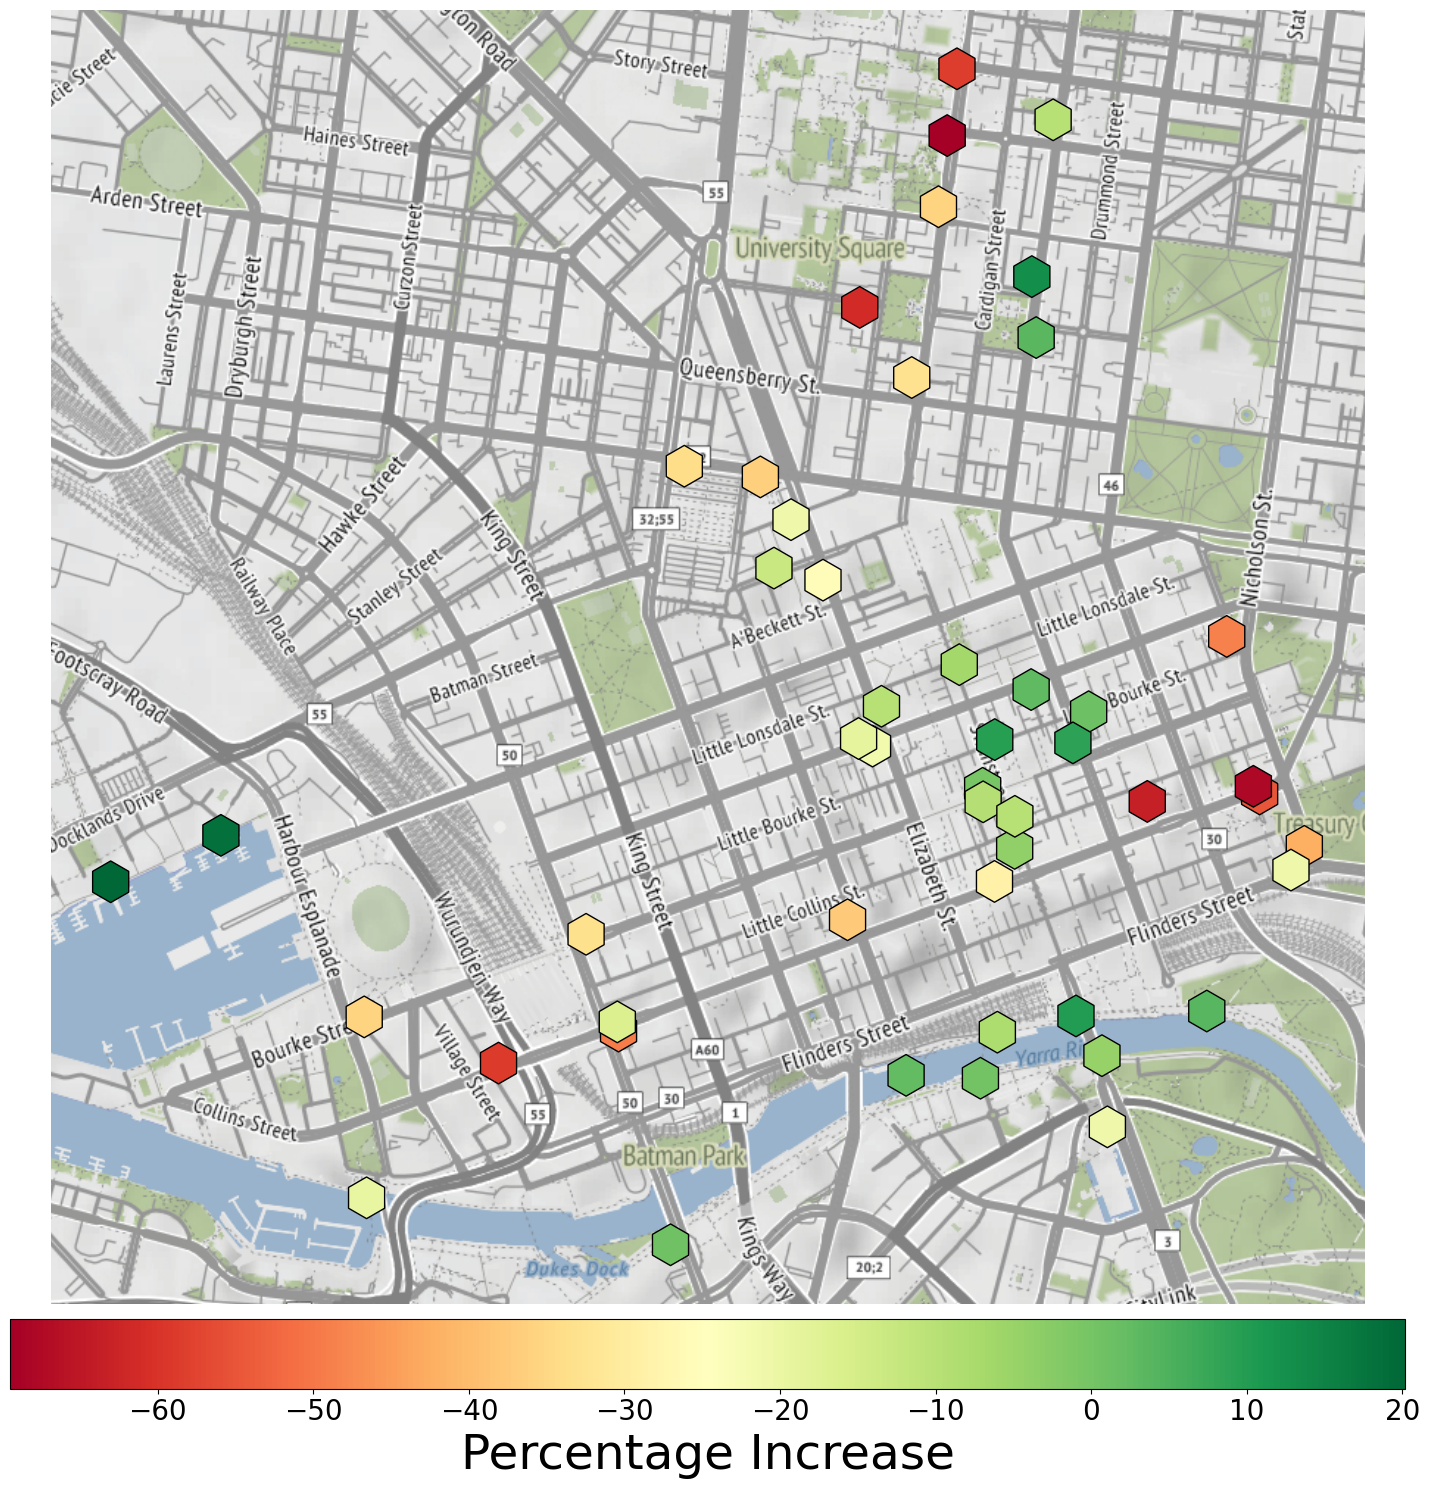 Story Street
Haines Street
Arden Street
55
Drummond Street
Curzon Street
University Square
Cardigan Street
Laurens Street
Dryburgh Street
Queensberry St.
46
32;55
Hawke Street
King Street
Nicholson St.
Stanley Street
Railway Place
Little Lonsdale St.
A'Beckett St.
Footscray Road
Batman Street
Bourke St.
55
Little Lonsdale St.
50
Docklands Drive
Little Bourke St.
Harbour Esplanade
King Street
Elizabeth St.
30
Treasury
Wurundjeri Way
Little Collins St.
Flinders Street
Bourke Stre
Village Street
A60
Flinders Street
Yarra Ri
Collins Street
55
50
30
1
Batman Park
Kings Way
3
Dukes Dock
20;2
CityLink
−60 −50 −40 −30 −20 −10 0 10 20
Percentage Increase